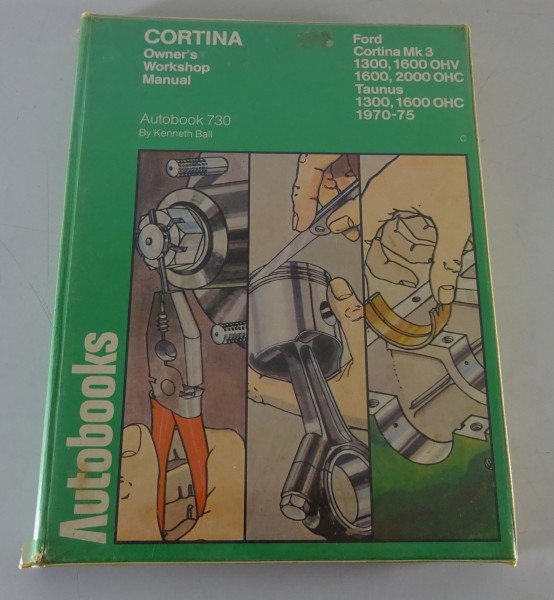 CORTINA
Owner's
Workshop
Manual
Autobook 730
By Kenneth Ball
Ford
Cortina Mk 3
1300, 1600 OHV
1600, 2000 OHC
Taunus
1300, 1600 OHC
1970-75
C
Autobooks